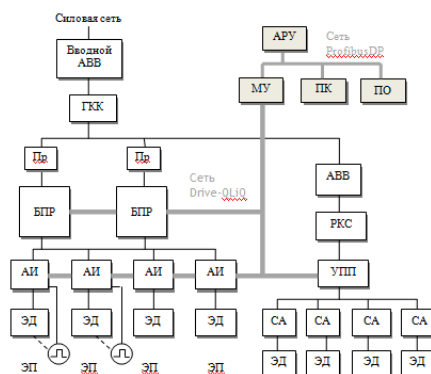 Силовая сеть
Вводной
АВВ
АРУ
Сеть
ProfibusDP
ГКК
МУ
ПК
ПО
Пр
Пр
Сеть
Drive-QLiQ
БПР
БПР
АВВ
РКС
АИ
АИ
АИ
АИ
УПП
ЭД
ЭД
ЭД
ЭД
СА
СА
СА
СА
ЭП
ЭП
ЭП
ЭП
ЭД
ЭД
ЭД
ЭД